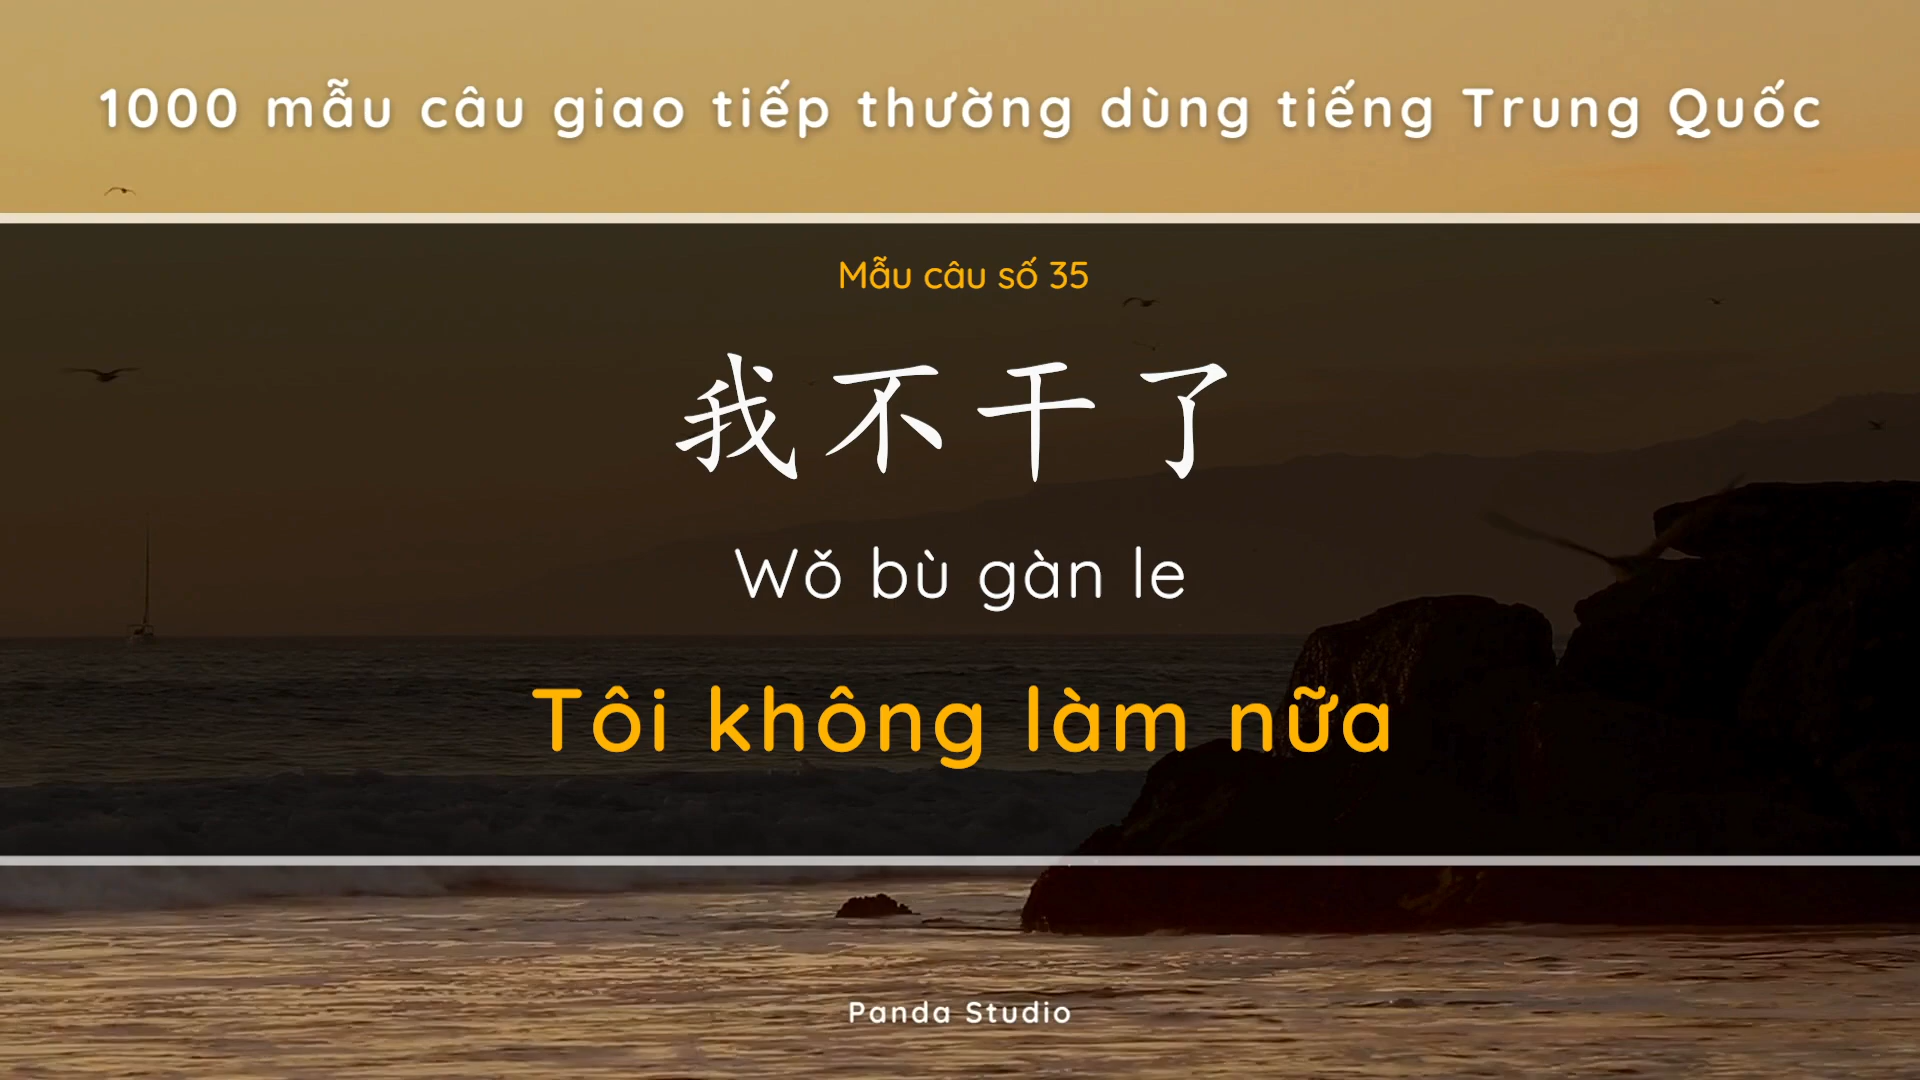 1000 mẫu câu giao tiếp thường dùng tiếng Trung Quốc
Mẫu câu số 35
我不干了
Wǒ bù gàn le
Tôi không làm nữa
Panda Studio